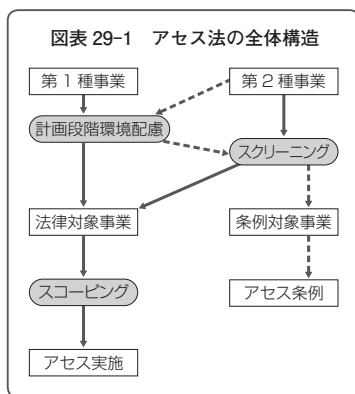 図表 29-1 アセス法の全体構造
第1種事業
第2種事業
計画段階環境配慮
スクリーニング
法律対象事業
条例対象事業
スコーピング
アセス条例
アセス実施